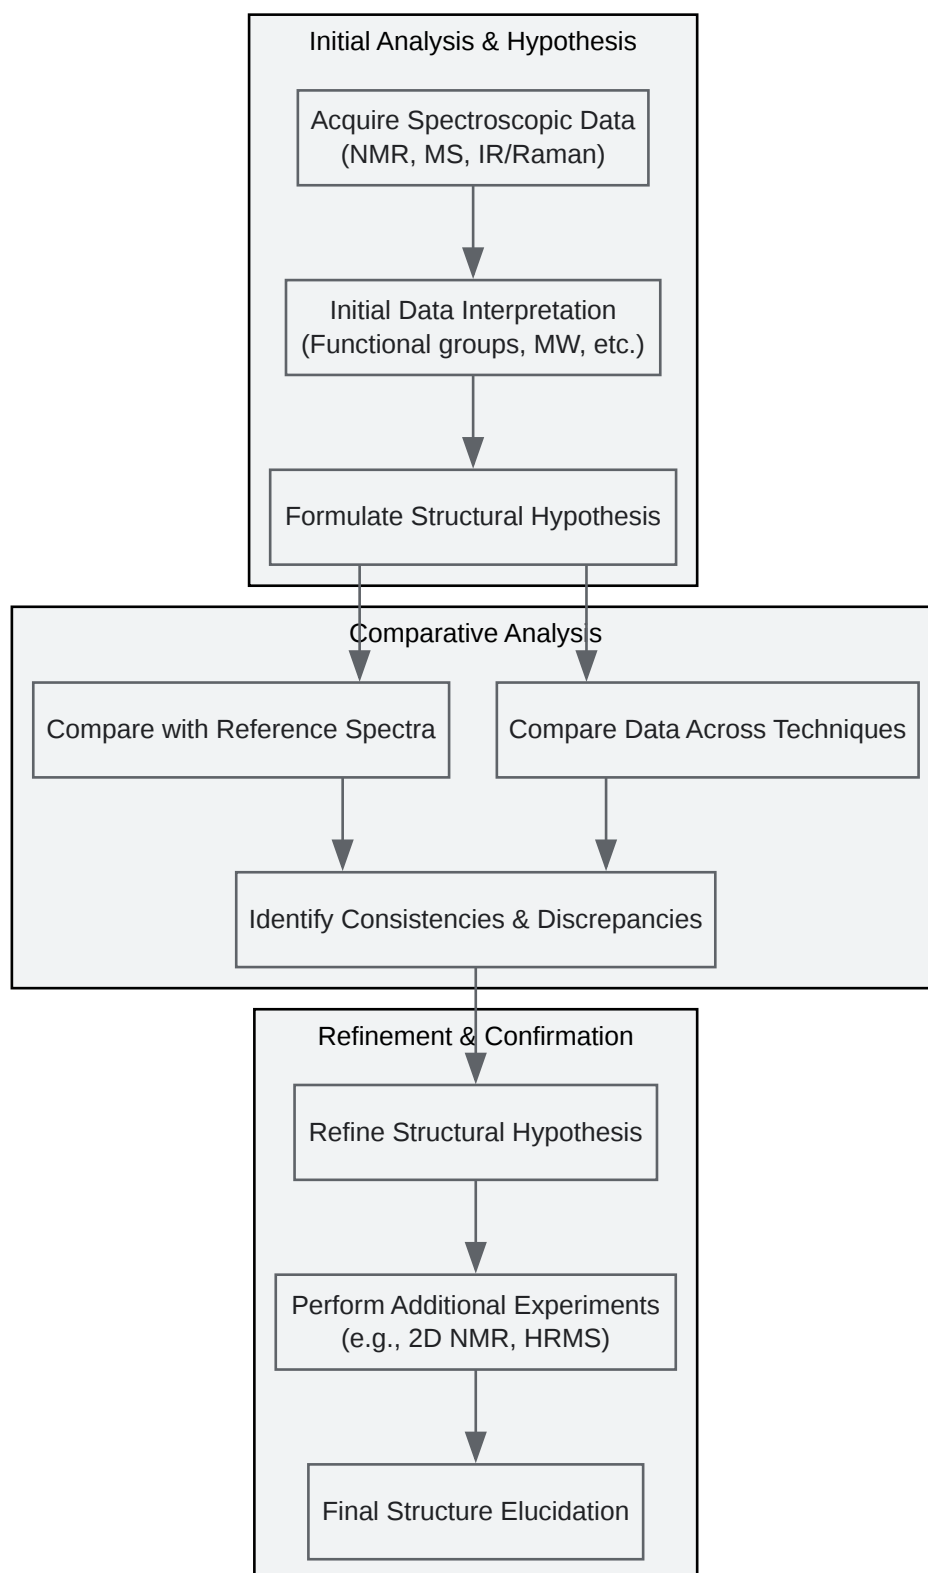 Initial Analysis & Hypothesis
Acquire Spectroscopic Data
(NMR, MS, IR/Raman)
Initial Data Interpretation
(Functional groups, MW, etc.)
Formulate Structural Hypothesis
Comparative Analysis
Compare with Reference Spectra
Compare Data Across Techniques
Identify Consistencies & Discrepancies
Refinement & Confirmation
Refine Structural Hypothesis
Perform Additional Experiments
(e.g., 2D NMR, HRMS)
Final Structure Elucidation